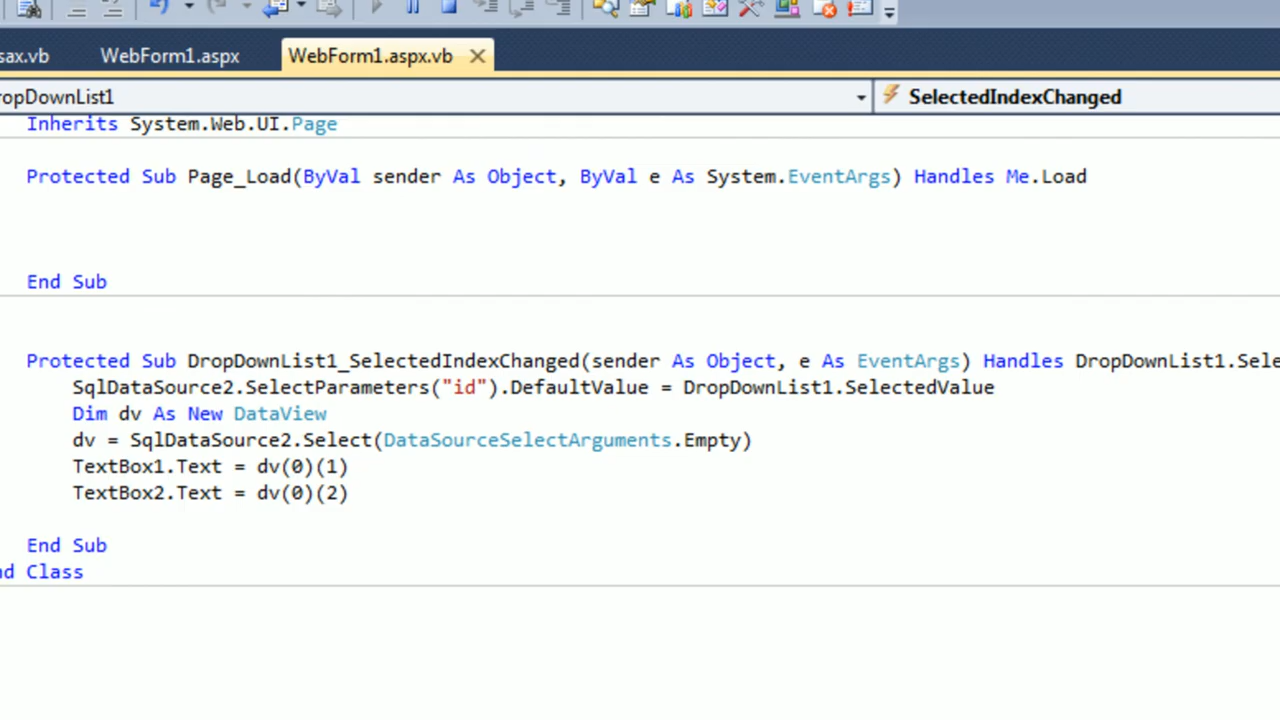 sax.vb WebForm1.aspx WebForm1.aspx.vb
ropDownList1 SelectedIndexChanged
Inherits System.Web.UI.Page
Protected Sub Page_Load(ByVal sender As Object, ByVal e As System.EventArgs) Handles Me.Load
End Sub
Protected Sub DropDownList1_SelectedIndexChanged(sender As Object, e As EventArgs) Handles DropDownList1.Sele
SqlDataSource2.SelectParameters("id").DefaultValue = DropDownList1.SelectedValue
Dim dv As New DataView
dv = SqlDataSource2.Select(DataSourceSelectArguments.Empty)
TextBox1.Text = dv(0)(1)
TextBox2.Text = dv(0)(2)
End Sub
nd Class